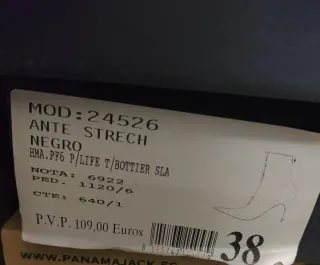 MOD:24526
ANTE STRECH
NEGRO
HMA.PF6 P/LIFE T/BOTTIER SLA
NOTA: 6922
PED. 1120/6
CTE: 640/1
P.V.P. 109,00 Euros
38
WWW.PANAMAJACK.ES